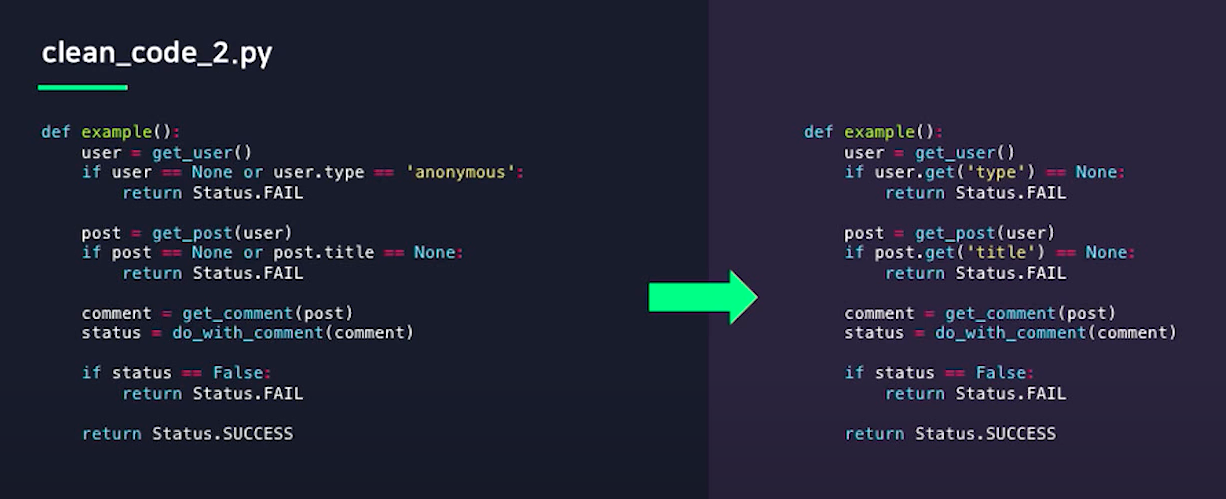 clean_code_2.py
def example():
    user = get_user()
    if user == None or user.type == 'anonymous':
        return Status.FAIL
    post = get_post(user)
    if post == None or post.title == None:
        return Status.FAIL
    comment = get_comment(post)
    status = do_with_comment(comment)
    if status == False:
        return Status.FAIL
    return Status.SUCCESS
def example():
    user = get_user()
    if user.get('type') == None:
        return Status.FAIL
    post = get_post(user)
    if post.get('title') == None:
        return Status.FAIL
    comment = get_comment(post)
    status = do_with_comment(comment)
    if status == False:
        return Status.FAIL
    return Status.SUCCESS